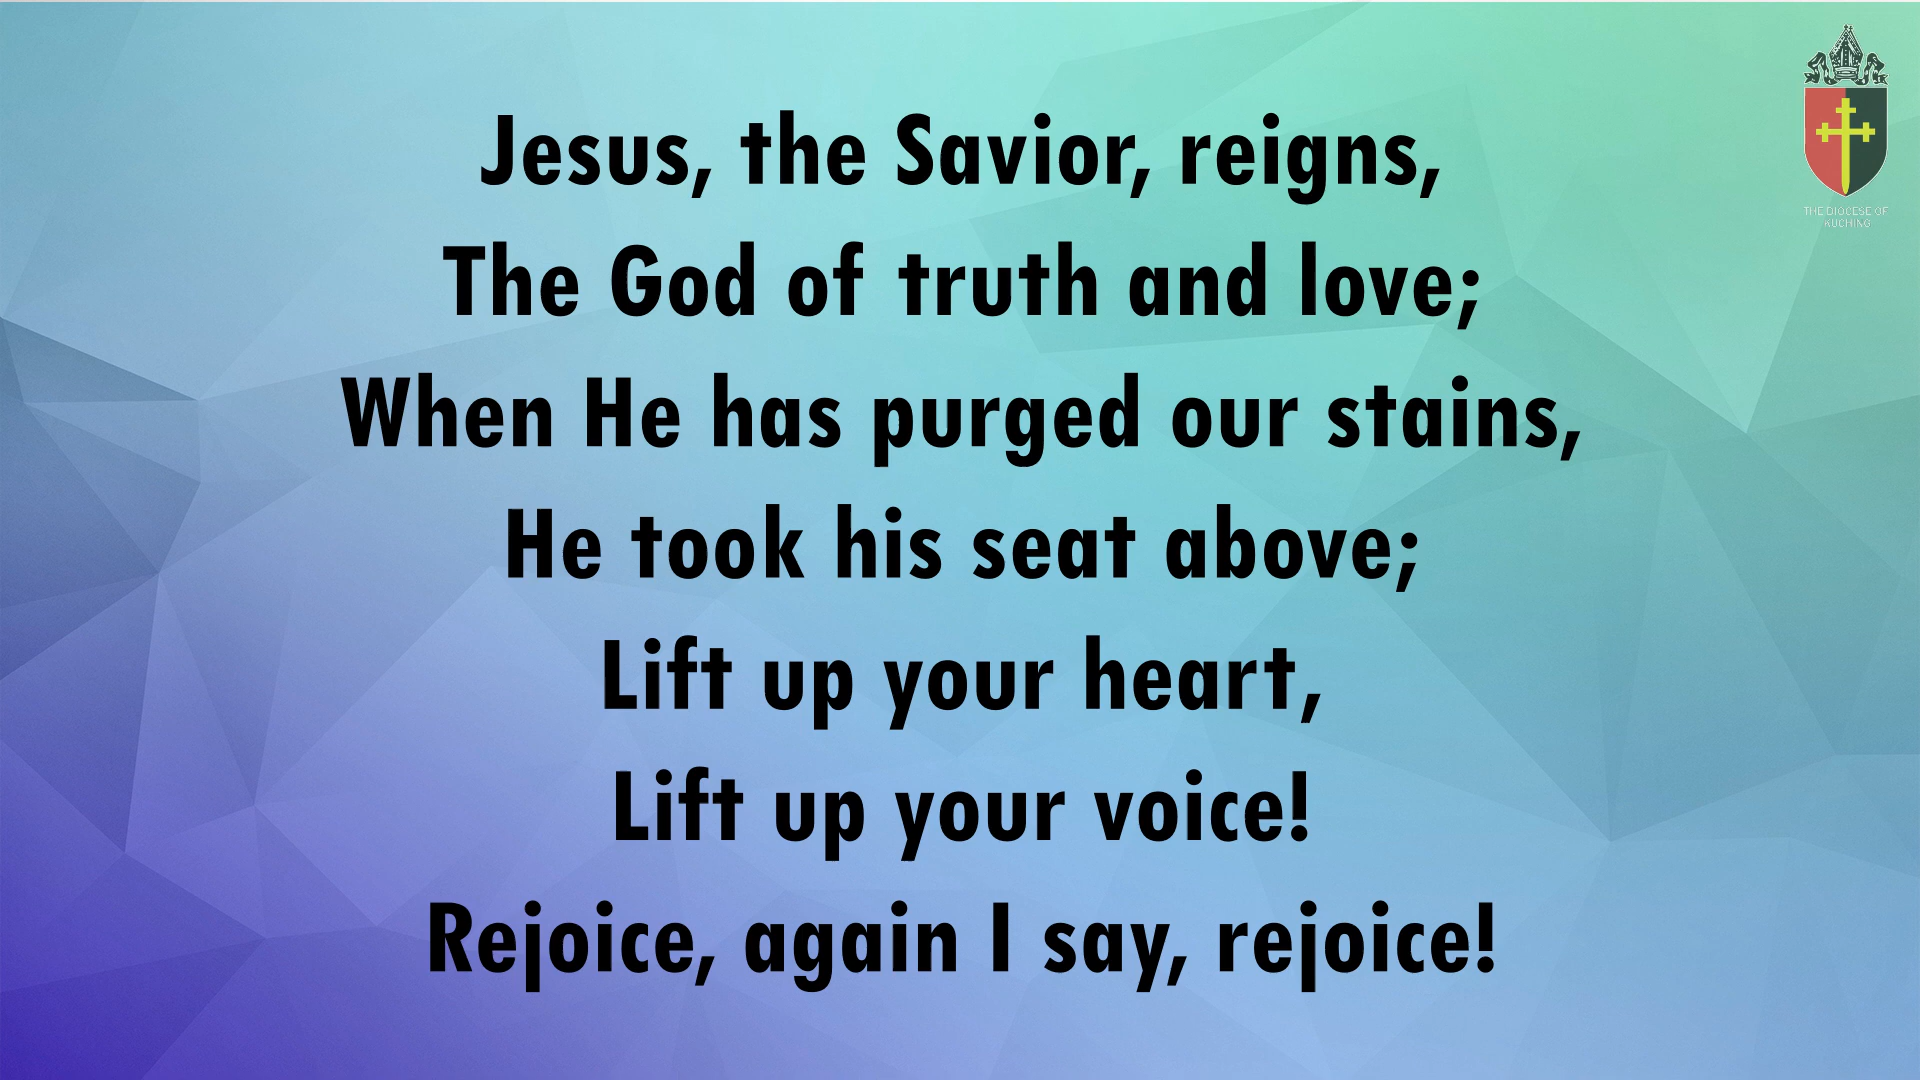 Jesus, the Savior, reigns,
The God of truth and love;
When He has purged our stains,
He took his seat above;
Lift up your heart,
Lift up your voice!
Rejoice, again I say, rejoice!
THE DIOCESE OF
KUCHING